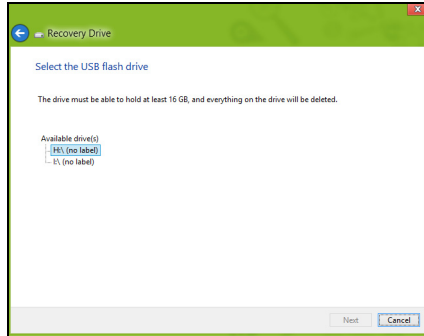 Recovery Drive
Select the USB flash drive
The drive must be able to hold at least 16 GB, and everything on the drive will be deleted.
Available drive(s)
H:\ (no label)
I:\ (no label)
Next Cancel